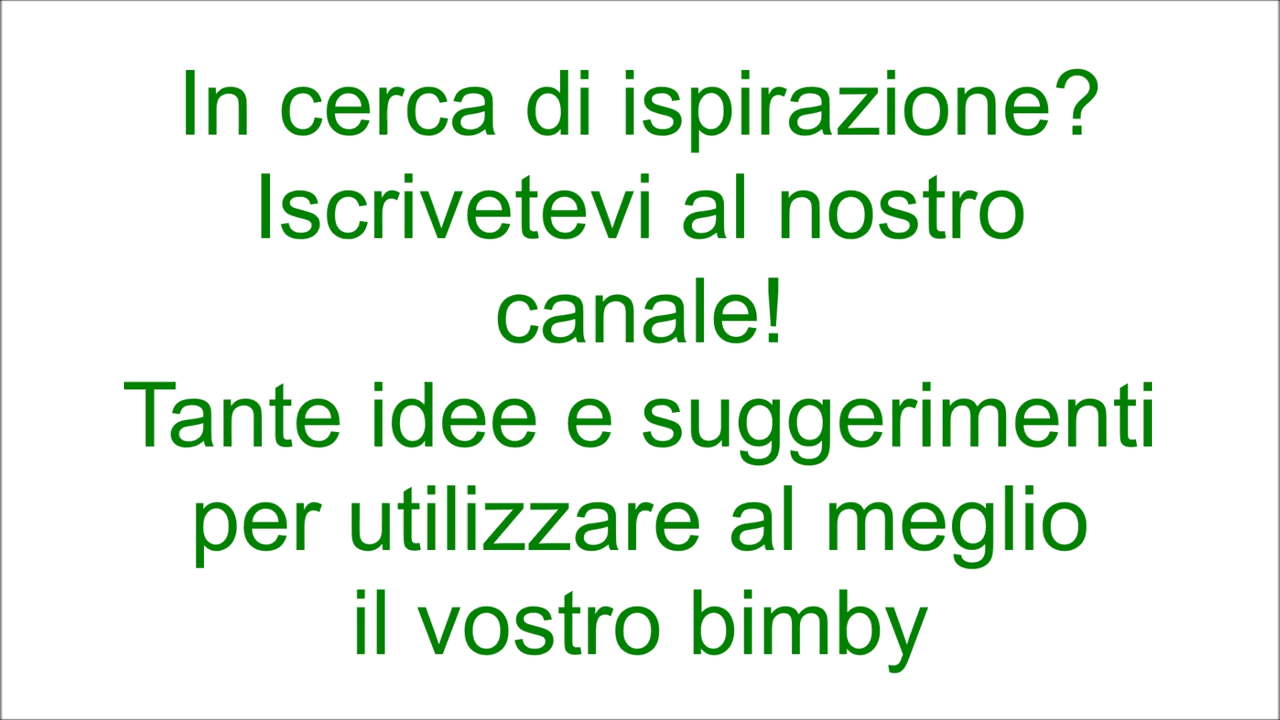 In cerca di ispirazione?
Iscrivetevi al nostro
canale!
Tante idee e suggerimenti
per utilizzare al meglio
il vostro bimby